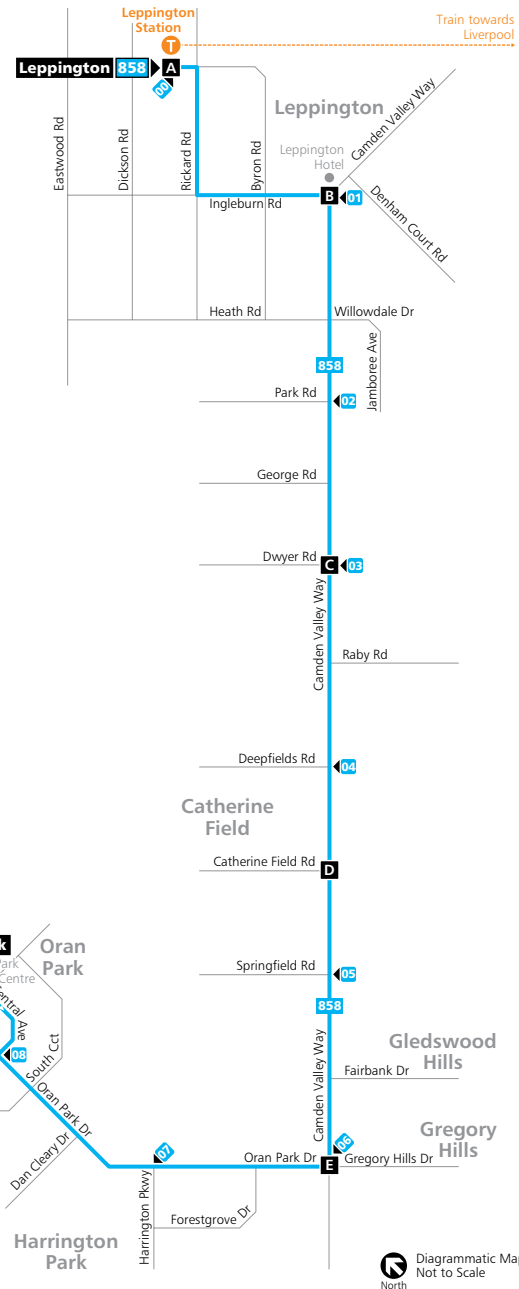 Leppington
Station
T
Train towards
Liverpool
Leppington 858 A
00
Eastwood Rd
Dickson Rd
Rickard Rd
Byron Rd
Leppington
Leppington
Hotel
Camden Valley Way
Denham Court Rd
Ingleburn Rd
B 01
Heath Rd
Willowdale Dr
858
Jamboree Ave
Park Rd
02
George Rd
Dwyer Rd
C 03
Camden Valley Way
Raby Rd
Deepfields Rd
04
Catherine
Field
Catherine Field Rd
D
Springfield Rd
05
858
Camden Valley Way
Gledswood
Hills
Fairbank Dr
Gregory
Hills
06
Oran Park Dr
E
Gregory Hills Dr
Oran
Park
k
Park
Centre
Central Ave
08
South Cct
Oran Park Dr
Dan Cleary Dr
07
Harrington Pkwy
Forestgrove Dr
Harrington
Park
North
Diagrammatic Map
Not to Scale